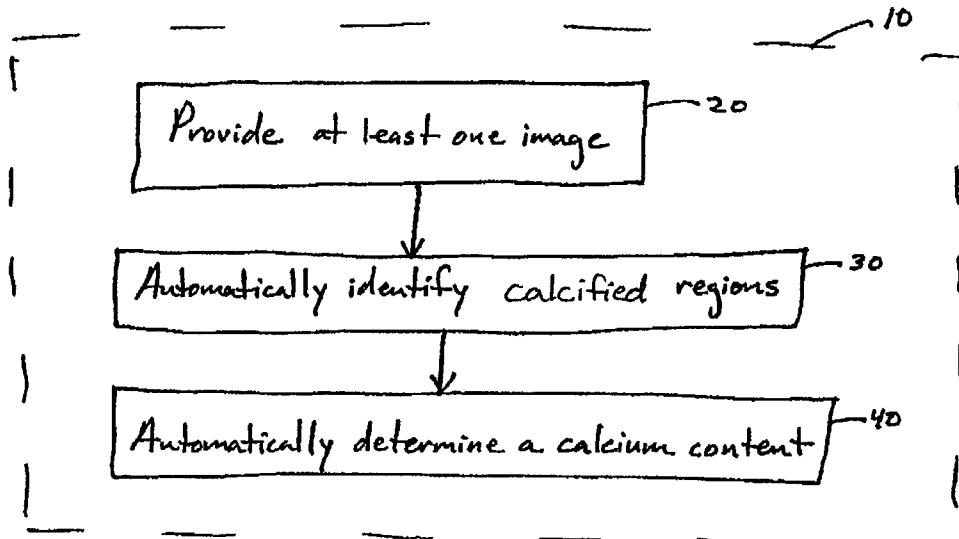 10
Provide at least one image
20
Automatically identify calcified regions
30
Automatically determine a calcium content
40